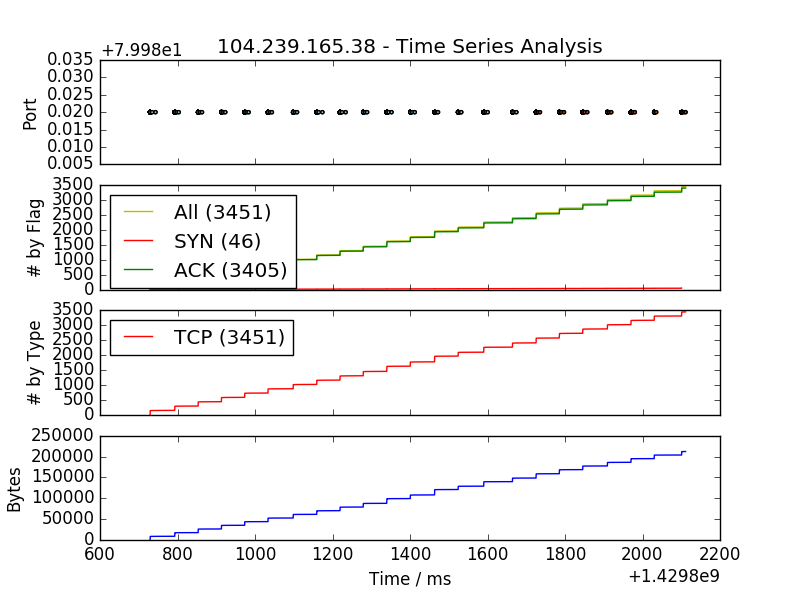 +7.998e1
104.239.165.38 - Time Series Analysis
0.035
0.030
0.025
0.020
0.015
0.010
0.005
Port
3500
3000
2500
2000
1500
1000
500
0
# by Flag
All (3451)
SYN (46)
ACK (3405)
3500
3000
2500
2000
1500
1000
500
0
# by Type
TCP (3451)
250000
200000
150000
100000
50000
0
Bytes
600 800 1000 1200 1400 1600 1800 2000 2200
Time / ms
+1.4298e9